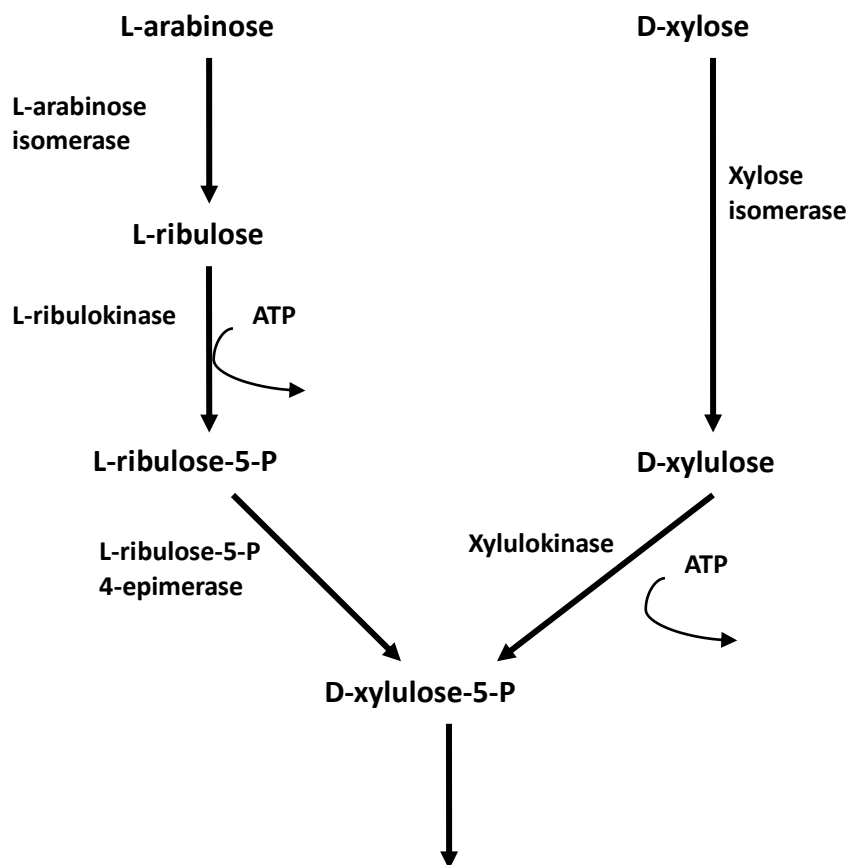 L-arabinose
D-xylose
L-arabinose
isomerase
Xylose
isomerase
L-ribulose
L-ribulokinase
ATP
L-ribulose-5-P
D-xylulose
L-ribulose-5-P
4-epimerase
Xylulokinase
ATP
D-xylulose-5-P